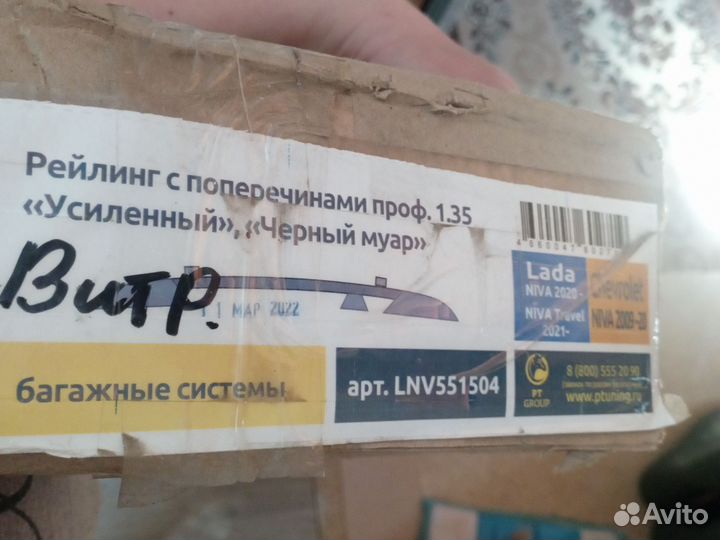 Рейлинг с поперечинами проф. 1.35
«Усиленный», «Черный муар»
Витр.
11 МАР 2022
Lada
NIVA 2020-
NIVA Travel
2021-
Chevrolet
NIVA 2009-20
багажные системы
арт. LNV551504
PT
GROUP
8 (800) 555 20 90
www.ptuning.ru
Avito